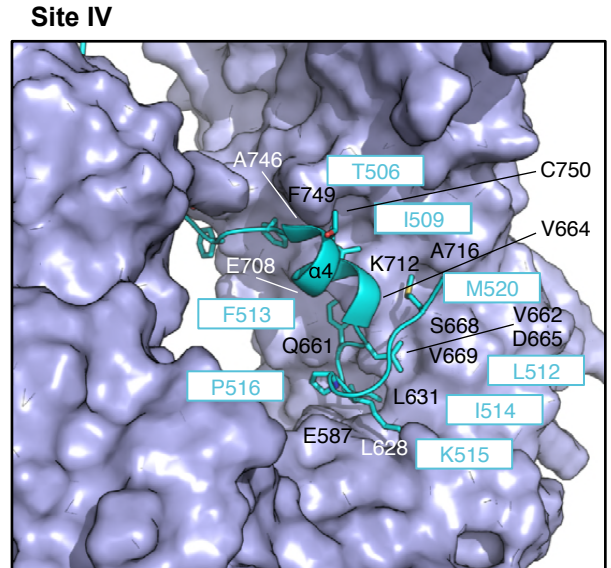 Site IV
A746
T506
C750
F749
I509
V664
E708
α4
K712
A716
M520
F513
Q661
S668
V662
V669
D665
P516
L631
L512
I514
E587
L628
K515